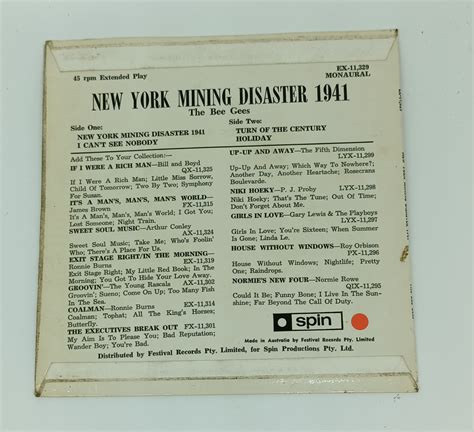 45 rpm Extended Play
EX-11,329
MONAURAL
NEW YORK MINING DISASTER 1941
The Bee Gees
Side One:
NEW YORK MINING DISASTER 1941
I CAN'T SEE NOBODY
Side Two:
TURN OF THE CENTURY
HOLIDAY
Add These To Your Collection:—
IF I WERE A RICH MAN—Bill and Boyd
QX-11,325
If I Were A Rich Man; Little Miss Sorrow,
Child Of Tomorrow; Two By Two; Symphony
For Susan.
IT'S A MAN'S, MAN'S, MAN'S WORLD—
James Brown FX-11,315
It's A Man's, Man's, Man's World; I Got You;
Lost Someone; Night Train.
SWEET SOUL MUSIC—Arthur Conley
AX-11,324
Sweet Soul Music; Take Me; Who's Foolin'
Who; There's A Place For Us.
EXIT STAGE RIGHT/IN THE MORNING—
Ronnie Burns EX-11,319
Exit Stage Right; My Little Red Book; In The
Morning; You Got To Hide Your Love Away.
GROOVIN'—The Young Rascals AX-11,302
Groovin'; Sueno; Come On Up; Too Many Fish
In The Sea.
COALMAN—Ronnie Burns EX-11,314
Coalman; Tophat; All The King's Horses;
Butterfly.
THE EXECUTIVES BREAK OUT FX-11,301
My Aim Is To Please You; Bad Reputation;
Wander Boy; You're Bad.
UP-UP AND AWAY—The Fifth Dimension
LYX-11,299
Up-Up And Away; Which Way To Nowhere?;
Another Day, Another Heartache; Rosecrans
Boulevarde.
NIKI HOEKY—P. J. Proby LYX-11,298
Niki Hoeky; That's The Tune; Out Of Time;
Don't Forget About Me.
GIRLS IN LOVE—Gary Lewis & The Playboys
LYX-11,297
Girls In Love; You're Sixteen; When Summer
Is Gone; Linda Le.
HOUSE WITHOUT WINDOWS—Roy Orbison
PX-11,296
House Without Windows; Nightlife; Pretty
One; Raindrops.
NORMIE'S NEW FOUR—Normie Rowe
QIX-11,295
Could It Be; Funny Bone; I Live In The Sun-
shine; Far Beyond The Call Of Duty.
spin
Made in Australia by Festival Records Pty. Limited
Distributed by Festival Records Pty, Limited, for Spin Productions Pty. Ltd.